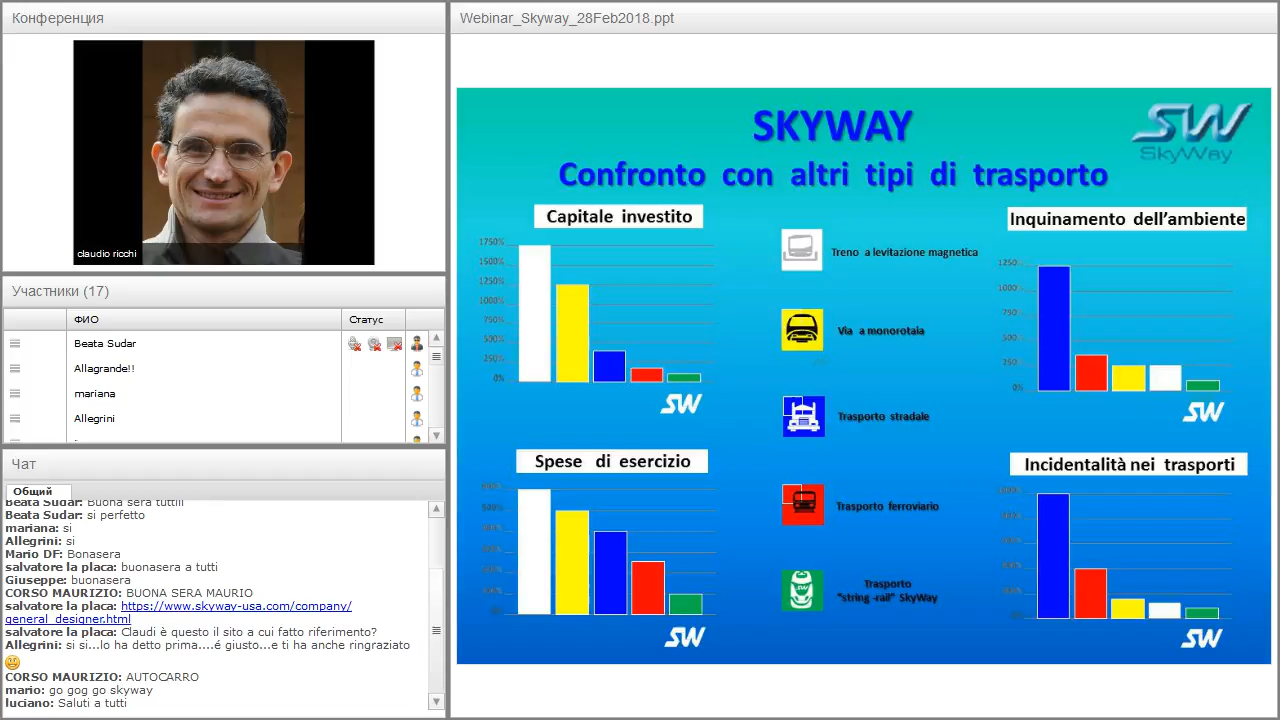 Конференция
claudio ricchi
Участники (17)
ФИО
Статус
Beata Sudar
Allagrande!!
mariana
Allegrini
Чат
Общий
Beata Sudar: Buona sera tuttiii
Beata Sudar: si perfetto
mariana: si
Allegrini: si
Mario DF: Bonasera
salvatore la placa: buonasera a tutti
Giuseppe: buonasera
CORSO MAURIZIO: BUONA SERA MAURIO
salvatore la placa: https://www.skyway-usa.com/company/
general_designer.html
salvatore la placa: Claudi è questo il sito a cui fatto riferimento?
Allegrini: si si...lo ha detto prima....é giusto...e ti ha anche ringraziato
CORSO MAURIZIO: AUTOCARRO
mario: go gog go skyway
luciano: Saluti a tutti
Webinar_Skyway_28Feb2018.ppt
SKYWAY
Confronto con altri tipi di trasporto
SW
SkyWay
Capitale investito
1750%
1500%
1250%
1000%
750%
500%
250%
0%
SW
Spese di esercizio
SW
Treno a levitazione magnetica
Via a monorotaia
Trasporto stradale
Trasporto ferroviario
Trasporto
"string -rail" SkyWay
Inquinamento dell'ambiente
1250
1000
750
500
250
0%
SW
Incidentalità nei trasporti
SW